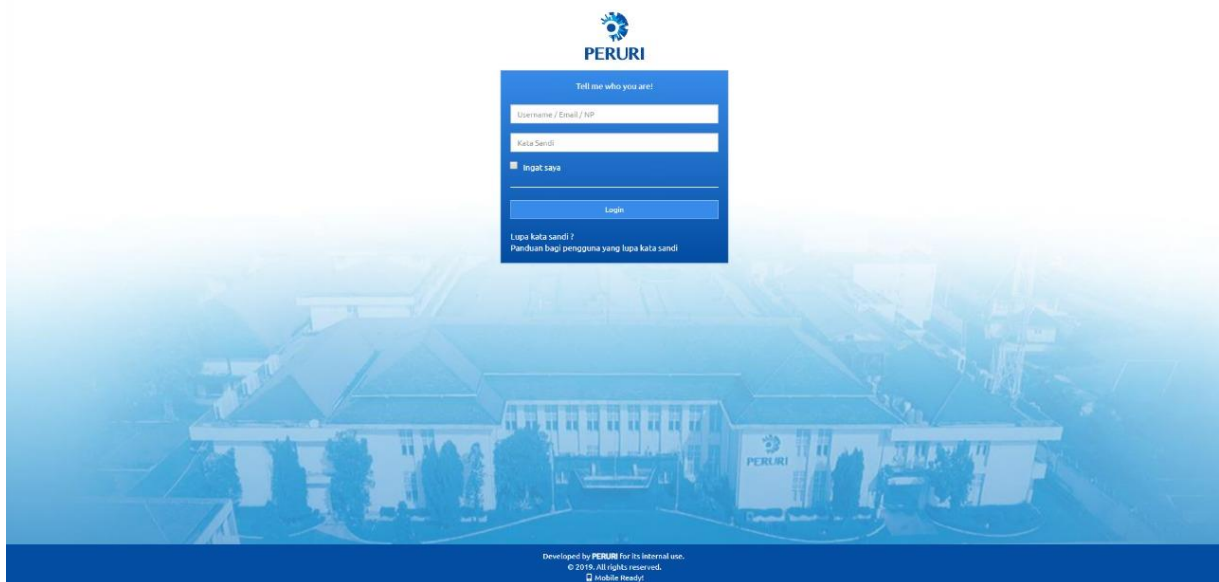 PERURI
Tell me who you are!
Username / Email / NP
Kata Sandi
Ingat saya
Login
Lupa kata sandi ?
Panduan bagi pengguna yang lupa kata sandi
PERURI
Developed by PERURI for its internal use.
© 2019. All rights reserved.
Mobile Ready!